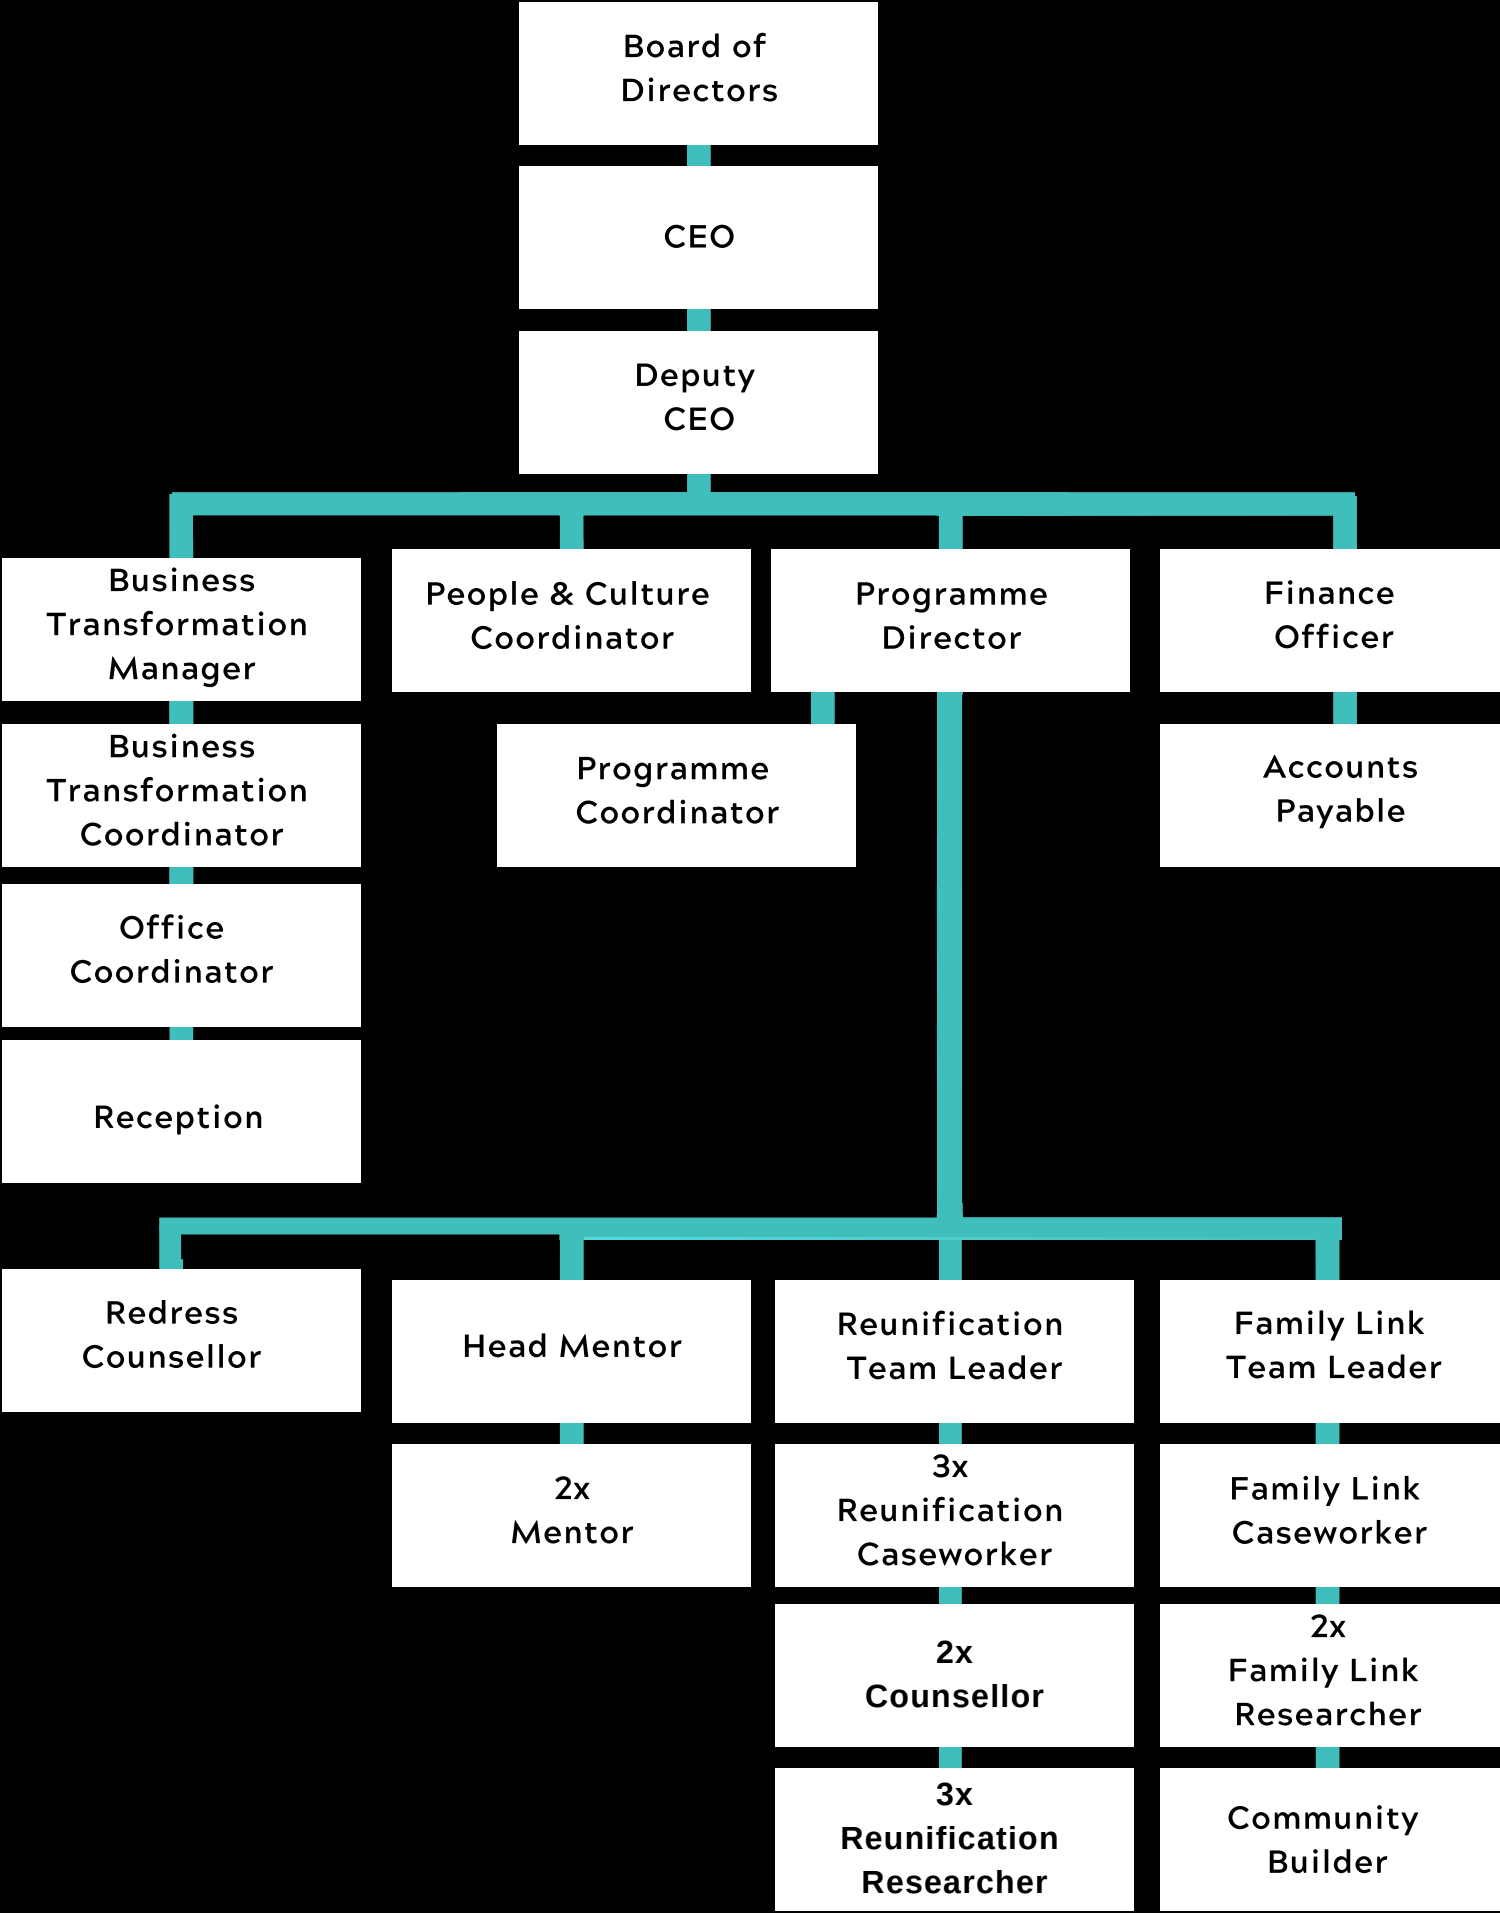 Board of
Directors
CEO
Deputy
CEO
Business
Transformation
Manager
People & Culture
Coordinator
Programme
Director
Finance
Officer
Business
Transformation
Coordinator
Programme
Coordinator
Accounts
Payable
Office
Coordinator
Reception
Redress
Counsellor
Head Mentor
Reunification
Team Leader
Family Link
Team Leader
2x
Mentor
3x
Reunification
Caseworker
Family Link
Caseworker
2x
Counsellor
2x
Family Link
Researcher
3x
Reunification
Researcher
Community
Builder